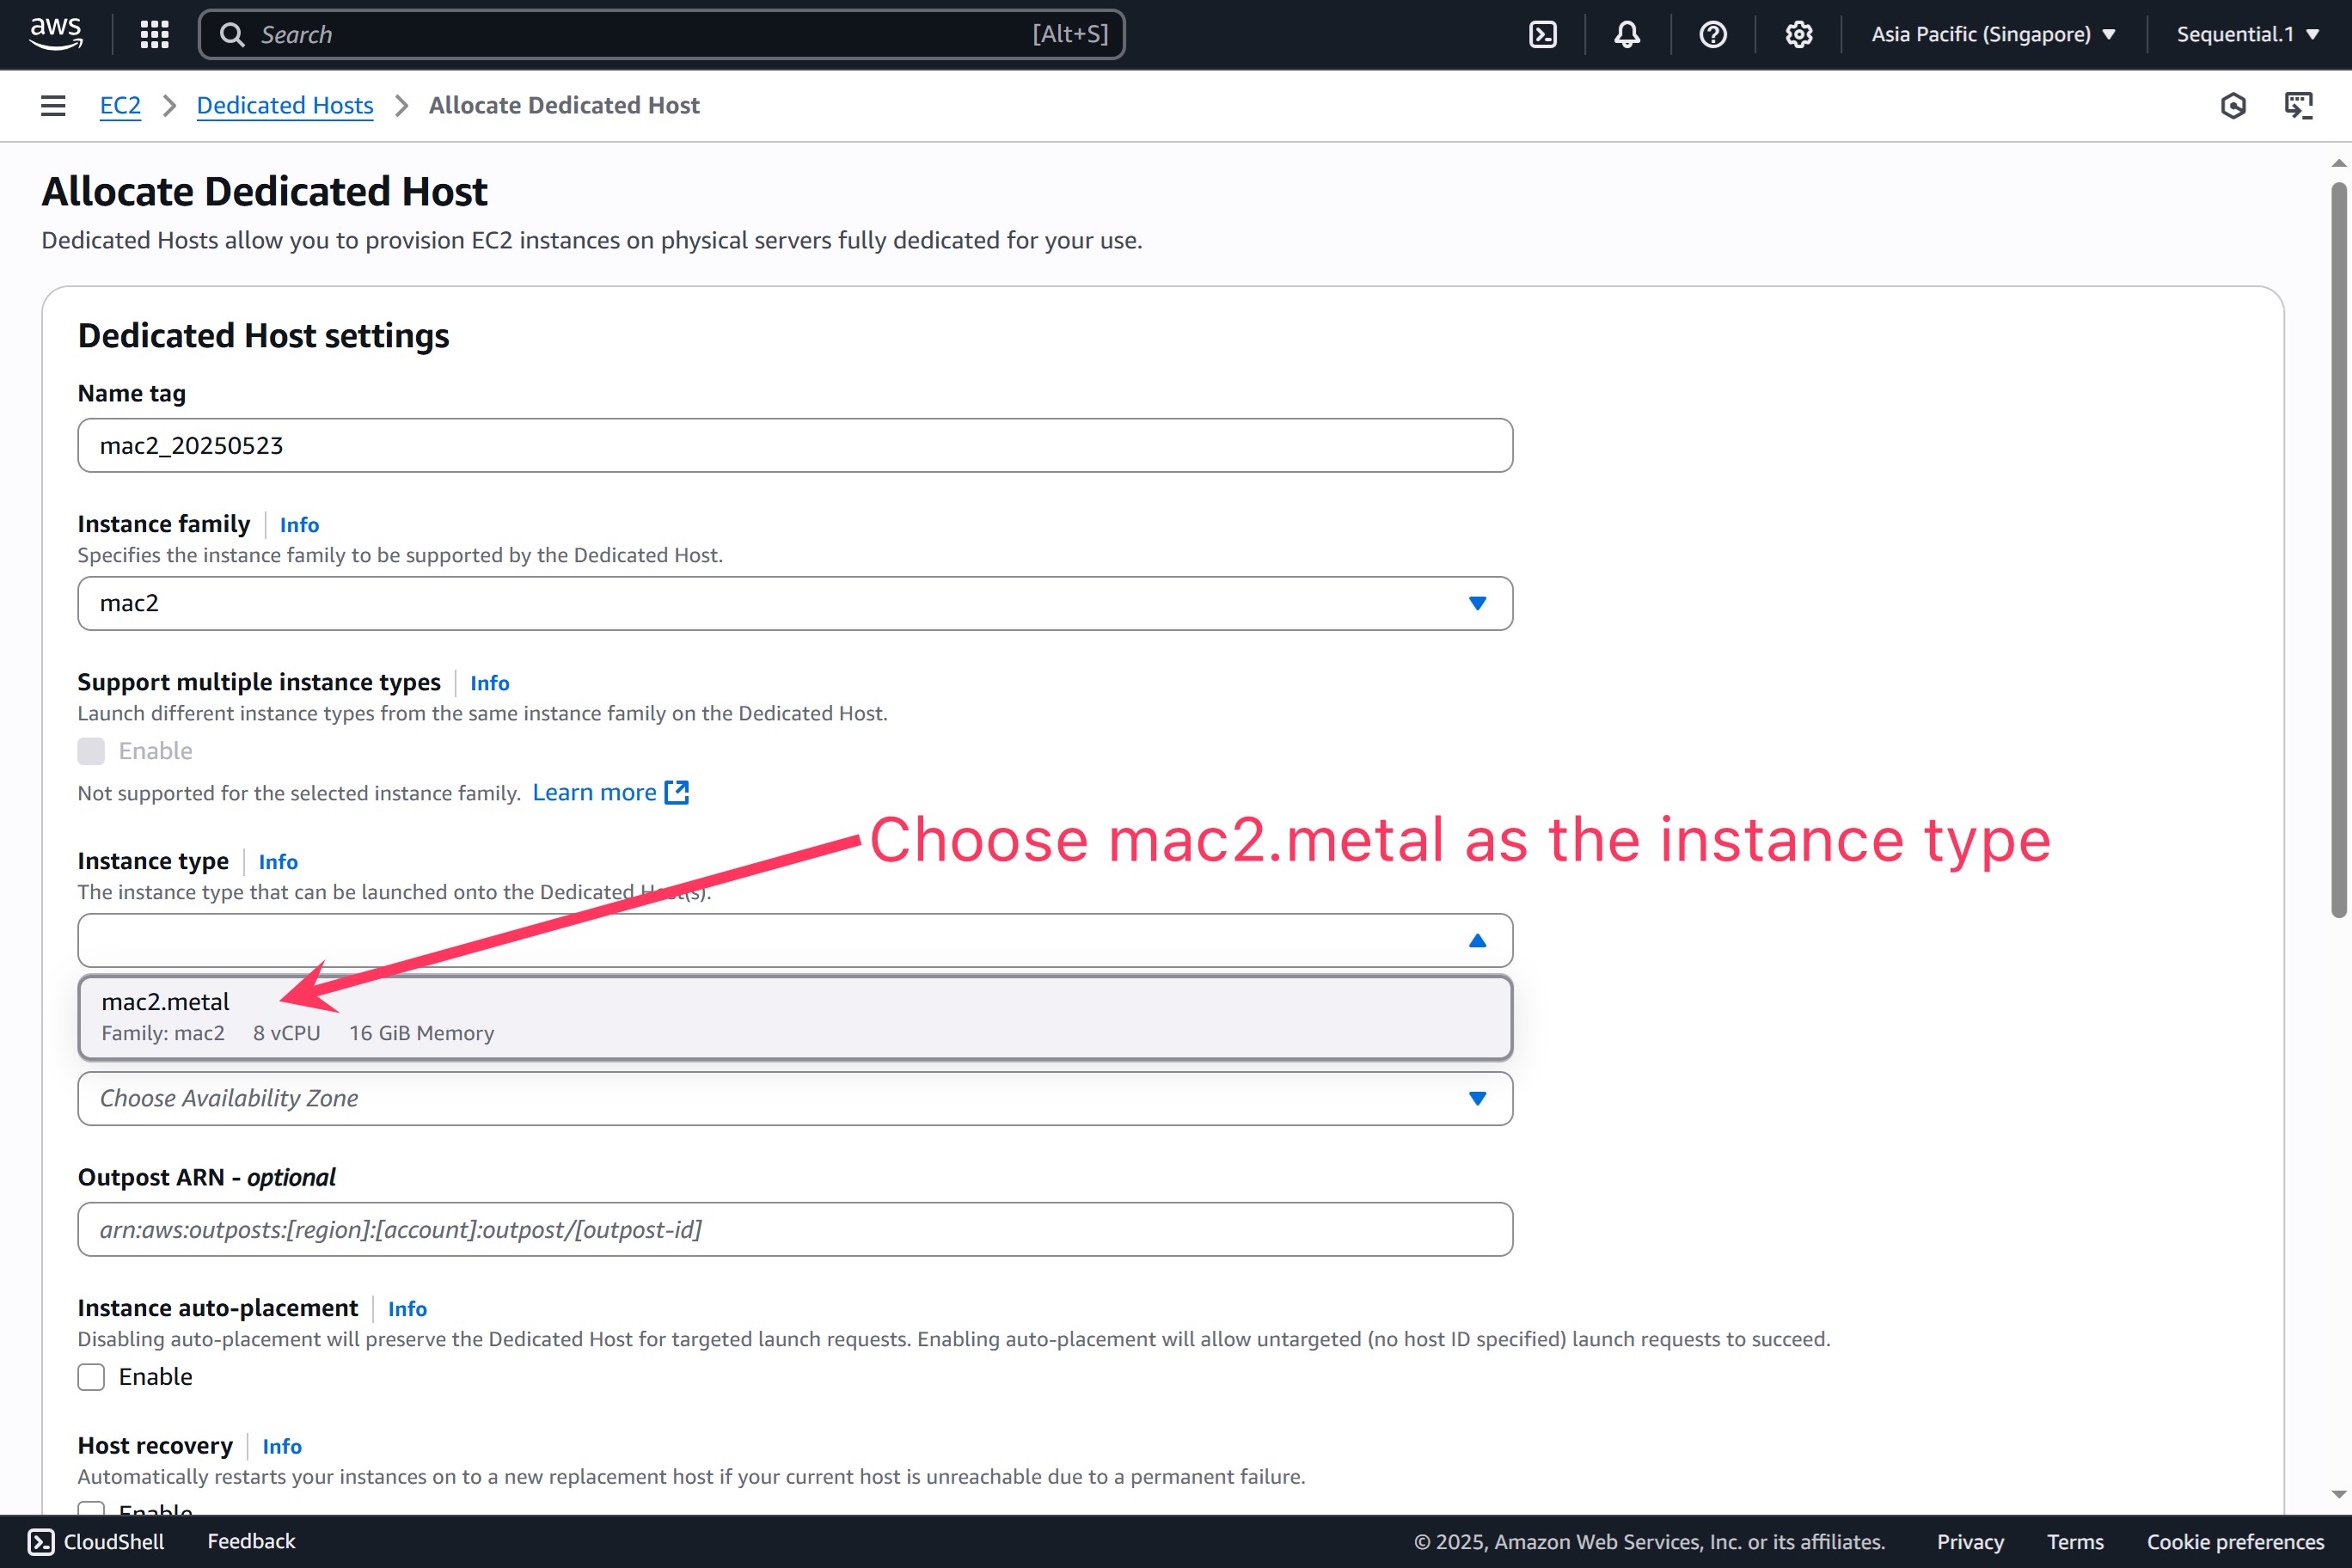 aws
Search [Alt+S]
Asia Pacific (Singapore)
Sequential.1
EC2 > Dedicated Hosts > Allocate Dedicated Host
Allocate Dedicated Host
Dedicated Hosts allow you to provision EC2 instances on physical servers fully dedicated for your use.
Dedicated Host settings
Name tag
mac2_20250523
Instance family Info
Specifies the instance family to be supported by the Dedicated Host.
mac2
Support multiple instance types Info
Launch different instance types from the same instance family on the Dedicated Host.
Enable
Not supported for the selected instance family. Learn more
Choose mac2.metal as the instance type
Instance type Info
The instance type that can be launched onto the Dedicated Host(s).
mac2.metal
Family: mac2 8 vCPU 16 GiB Memory
Choose Availability Zone
Outpost ARN - optional
arn:aws:outposts:[region]:[account]:outpost/[outpost-id]
Instance auto-placement Info
Disabling auto-placement will preserve the Dedicated Host for targeted launch requests. Enabling auto-placement will allow untargeted (no host ID specified) launch requests to succeed.
Enable
Host recovery Info
Automatically restarts your instances on to a new replacement host if your current host is unreachable due to a permanent failure.
Enable
CloudShell Feedback © 2025, Amazon Web Services, Inc. or its affiliates. Privacy Terms Cookie preferences